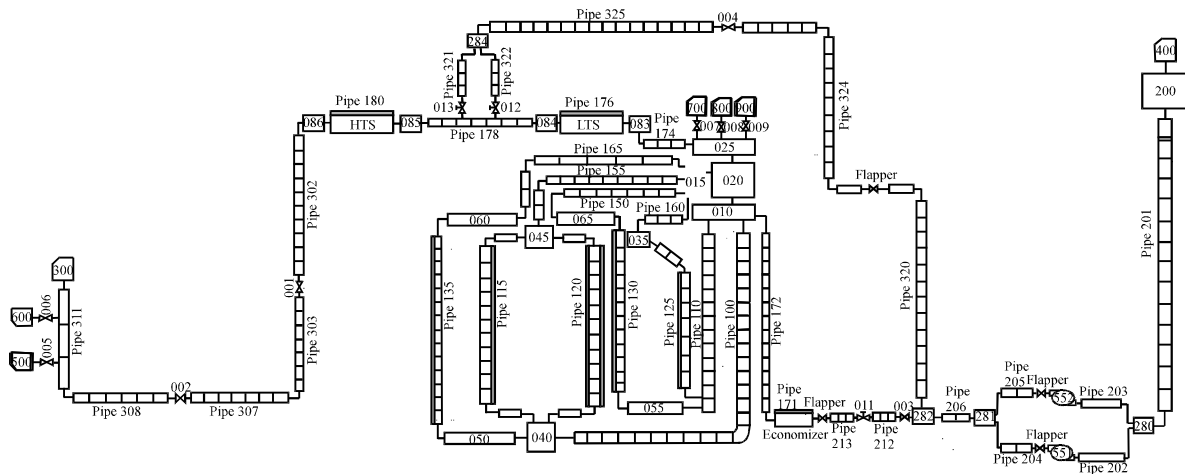 Pipe 325
004
284
400
Pipe 321
Pipe 322
200
Pipe 180
013
012
Pipe 176
700
800
900
Pipe 324
086
HTS
085
Pipe 178
084
LTS
083
007
008
009
Pipe 174
025
Pipe 165
Pipe 155
015
020
Flapper
Pipe 302
Pipe 150
Pipe 160
010
060
065
045
035
Pipe 201
300
001
Pipe 135
Pipe 115
Pipe 120
Pipe 130
Pipe 125
Pipe 110
Pipe 100
Pipe 172
Pipe 320
600
006
Pipe 311
500
005
Pipe 303
002
Pipe 308
Pipe 307
055
050
040
Pipe 171
Flapper
011
003
Economizer
Pipe 213
Pipe 212
282
Pipe 206
281
Pipe 205
Flapper
552
Pipe 203
280
Flapper
Pipe 204
551
Pipe 202